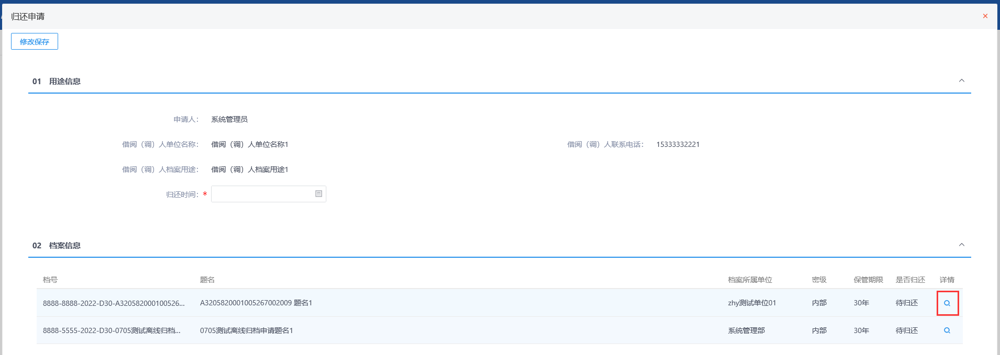 归还申请
修改保存
01 用途信息
申请人： 系统管理员
借阅（调）人单位名称： 借阅（调）人单位名称1 借阅（调）人联系电话： 15333332221
借阅（调）人档案用途： 借阅（调）人档案用途1
归还时间：*
02 档案信息
档号 题名 档案所属单位 密级 保管期限 是否归还 详情
8888-8888-2022-D30-A32058200010052​6... A3205820001005267002009 题名1 zhy测试单位01 内部 30年 待归还
8888-5555-2022-D30-0705测试离线归档... 0705测试离线归档申请题名1 系统管理部 内部 30年 待归还